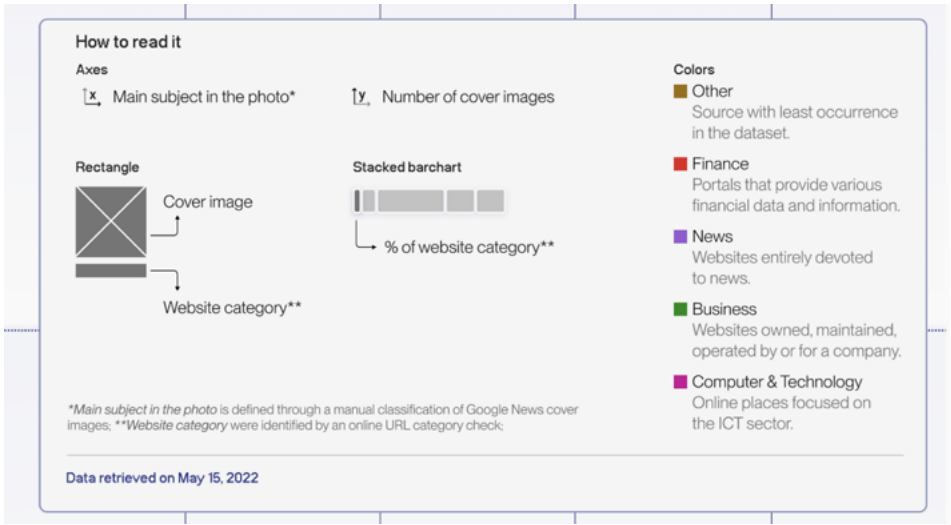 How to read it
Axes
x Main subject in the photo*
y Number of cover images
Rectangle
Cover image
Website category**
Stacked barchart
% of website category**
Colors
Other
Source with least occurrence
in the dataset.
Finance
Portals that provide various
financial data and information.
News
Websites entirely devoted
to news.
Business
Websites owned, maintained,
operated by or for a company.
Computer & Technology
Online places focused on
the ICT sector.
*Main subject in the photo is defined through a manual classification of Google News cover
images; **Website category were identified by an online URL category check;
Data retrieved on May 15, 2022